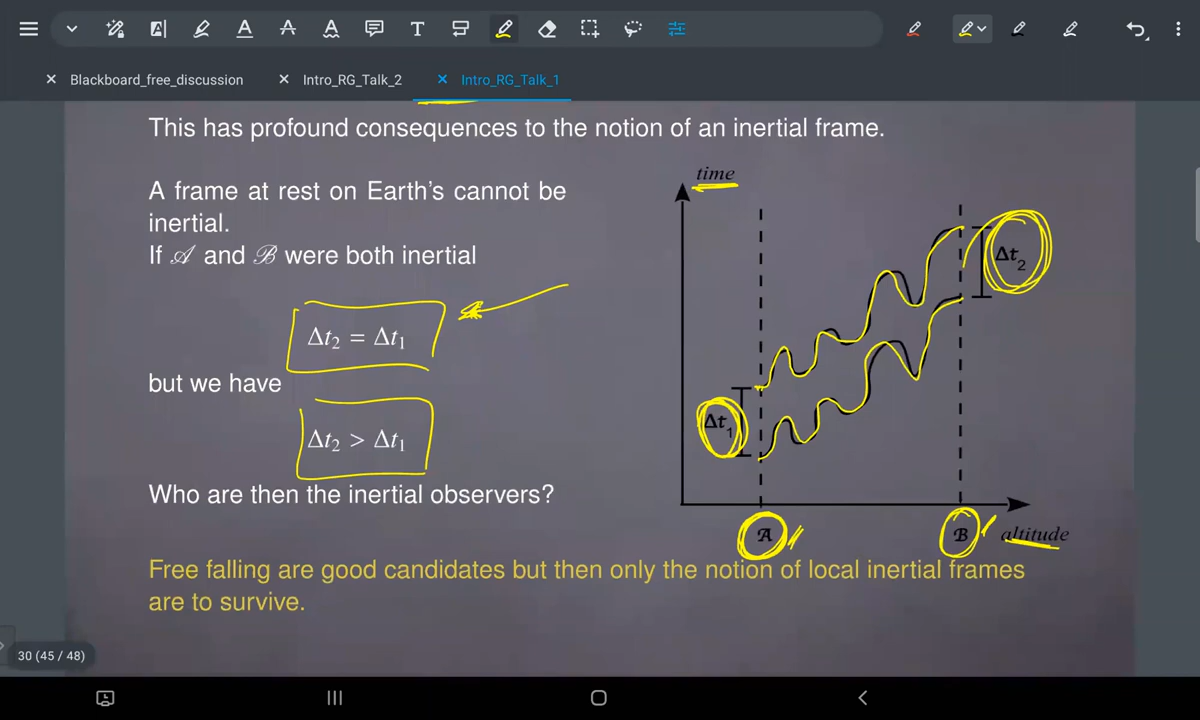 Blackboard_free_discussion
Intro_RG_Talk_2
Intro_RG_Talk_1
This has profound consequences to the notion of an inertial frame.
A frame at rest on Earth's cannot be
inertial.
If 𝒜 and ℬ were both inertial
Δt₂ = Δt₁
but we have
Δt₂ > Δt₁
Who are then the inertial observers?
time
Δt₂
Δt₁
𝒜
ℬ
altitude
Free falling are good candidates but then only the notion of local inertial frames
are to survive.
30 (45 / 48)